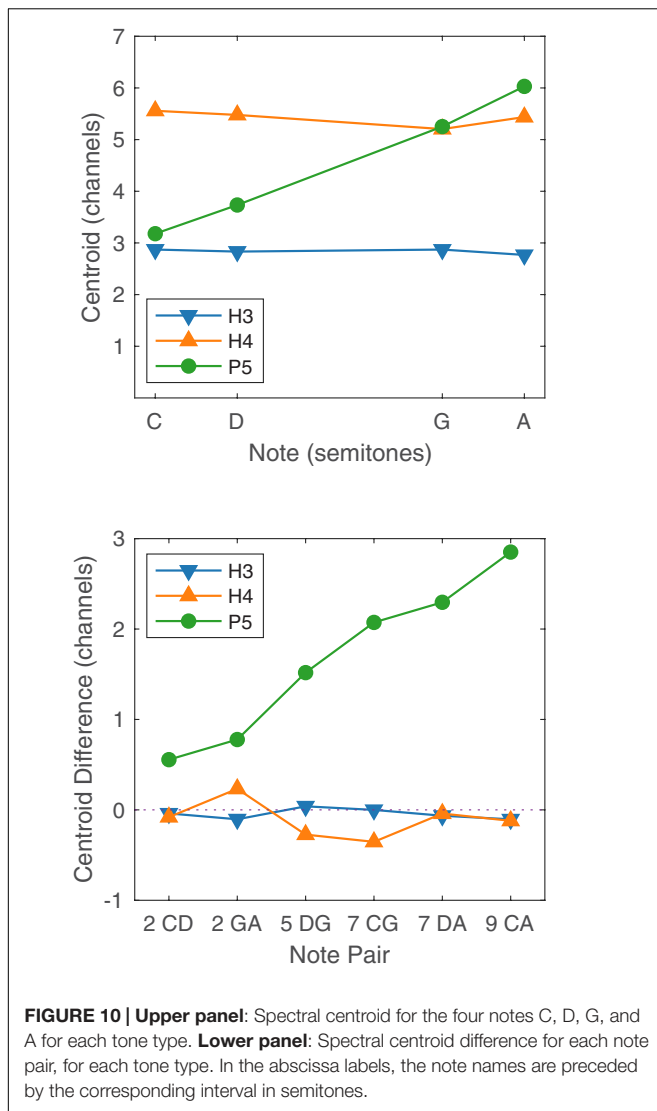 7
6
5
4
3
2
1
Centroid (channels)
H3
H4
P5
C D G A
Note (semitones)
3
2
1
0
-1
Centroid Difference (channels)
H3
H4
P5
2 CD 2 GA 5 DG 7 CG 7 DA 9 CA
Note Pair
FIGURE 10 | Upper panel: Spectral centroid for the four notes C, D, G, and
A for each tone type. Lower panel: Spectral centroid difference for each note
pair, for each tone type. In the abscissa labels, the note names are preceded
by the corresponding interval in semitones.